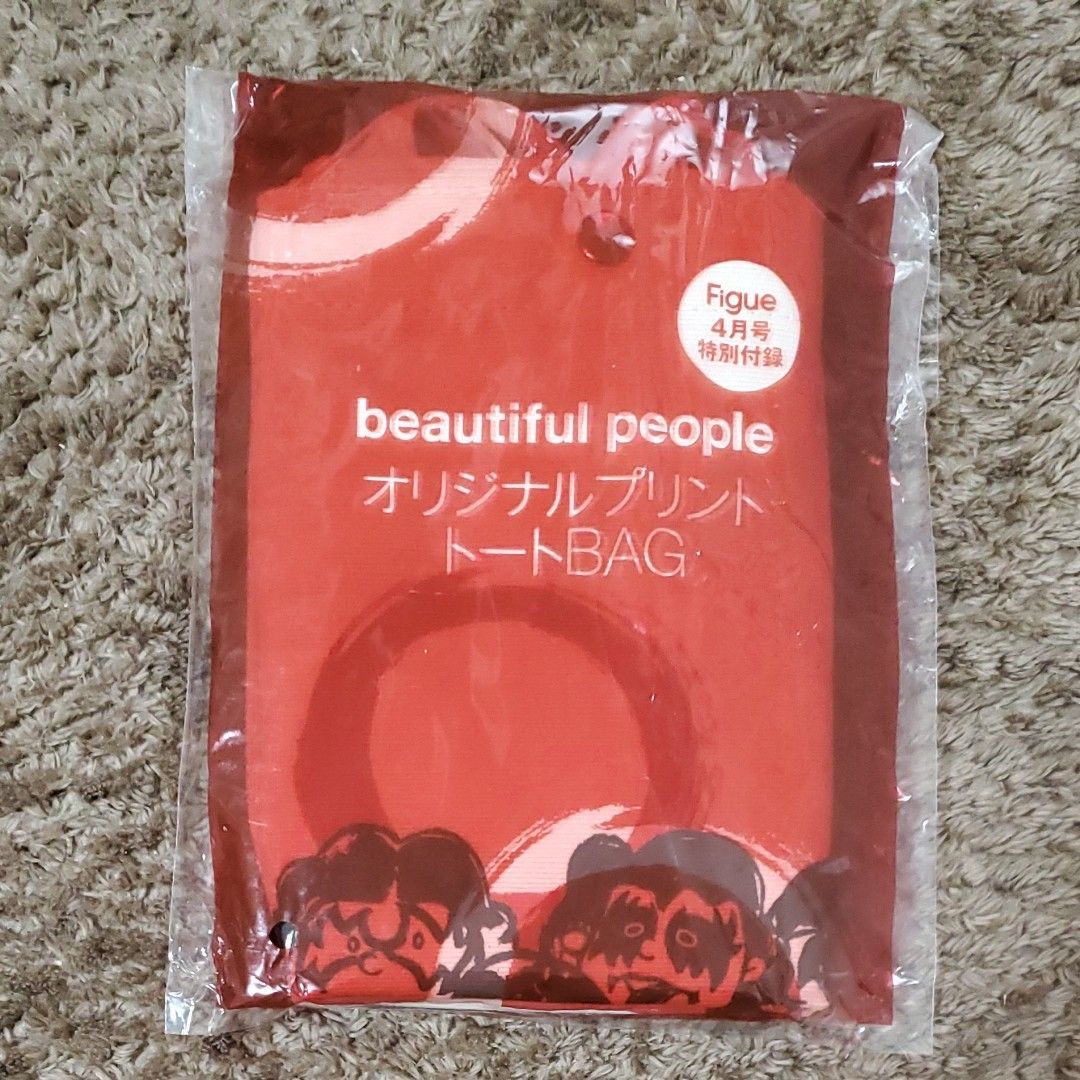 Figue
4月号
特別付録
beautiful people
オリジナルプリント
トートBAG